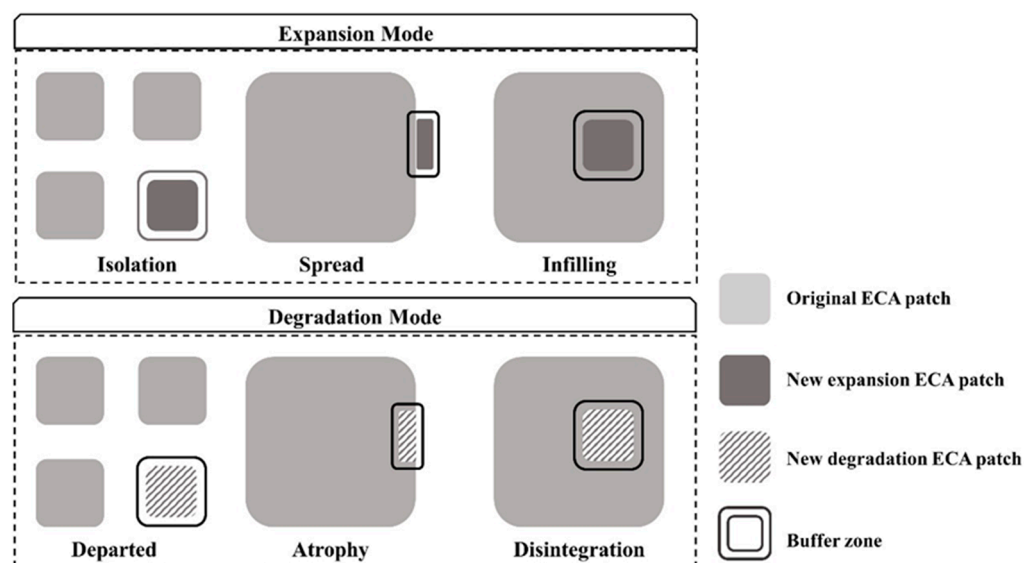 Expansion Mode
Isolation
Spread
Infilling
Degradation Mode
Departed
Atrophy
Disintegration
Original ECA patch
New expansion ECA patch
New degradation ECA patch
Buffer zone